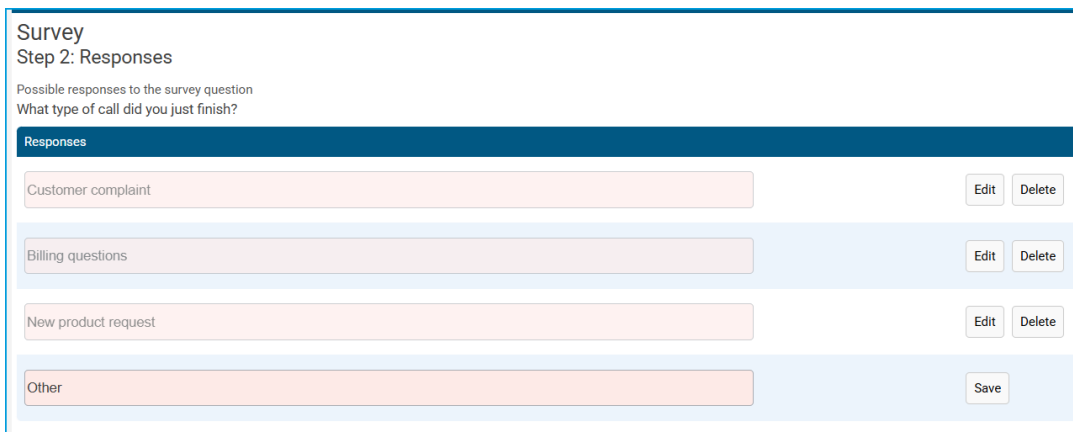 Survey
Step 2: Responses
Possible responses to the survey question
What type of call did you just finish?
Responses
Customer complaint Edit Delete
Billing questions Edit Delete
New product request Edit Delete
Other Save